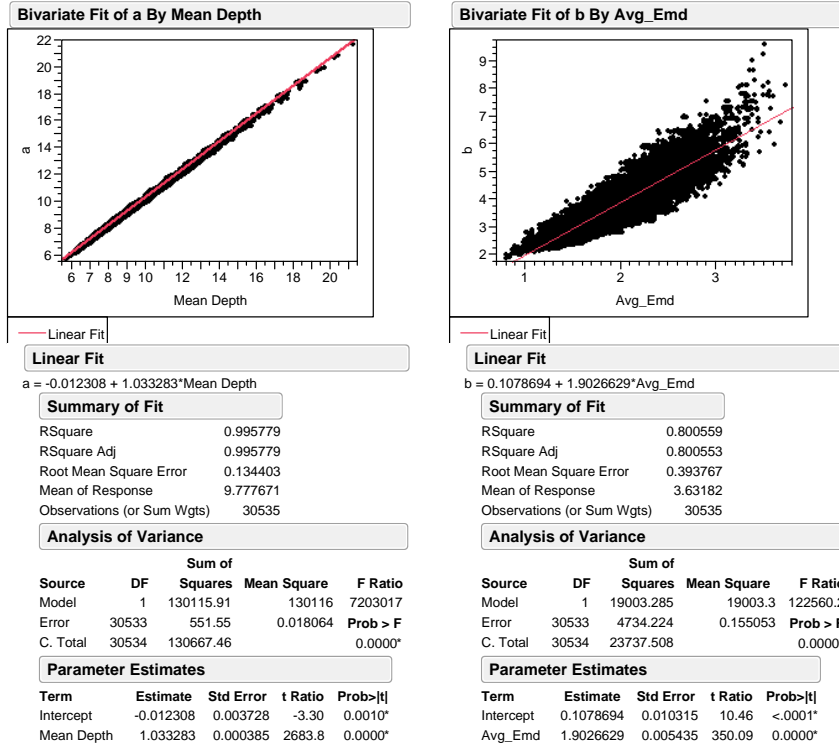 Bivariate Fit of a By Mean Depth
22
20
18
16
14
12
10
8
6
a
6 7 8 9 10 12 14 16 18 20
Mean Depth
Linear Fit
Linear Fit
a = -0.012308 + 1.033283*Mean Depth
Summary of Fit
RSquare 0.995779
RSquare Adj 0.995779
Root Mean Square Error 0.134403
Mean of Response 9.777671
Observations (or Sum Wgts) 30535
Analysis of Variance
Sum of
Source DF Squares Mean Square F Ratio
Model 1 130115.91 130116 7203017
Error 30533 551.55 0.018064 Prob > F
C. Total 30534 130667.46 0.0000*
Parameter Estimates
Term Estimate Std Error t Ratio Prob>|t|
Intercept -0.012308 0.003728 -3.30 0.0010*
Mean Depth 1.033283 0.000385 2683.8 0.0000*
Bivariate Fit of b By Avg_Emd
9
8
7
6
5
4
3
2
b
1 2 3
Avg_Emd
Linear Fit
Linear Fit
b = 0.1078694 + 1.9026629*Avg_Emd
Summary of Fit
RSquare 0.800559
RSquare Adj 0.800553
Root Mean Square Error 0.393767
Mean of Response 3.63182
Observations (or Sum Wgts) 30535
Analysis of Variance
Sum of
Source DF Squares Mean Square F Ratio
Model 1 19003.285 19003.3 122560.2
Error 30533 4734.224 0.155053 Prob > F
C. Total 30534 23737.508 0.0000
Parameter Estimates
Term Estimate Std Error t Ratio Prob>|t|
Intercept 0.1078694 0.010315 10.46 <.0001*
Avg_Emd 1.9026629 0.005435 350.09 0.0000*